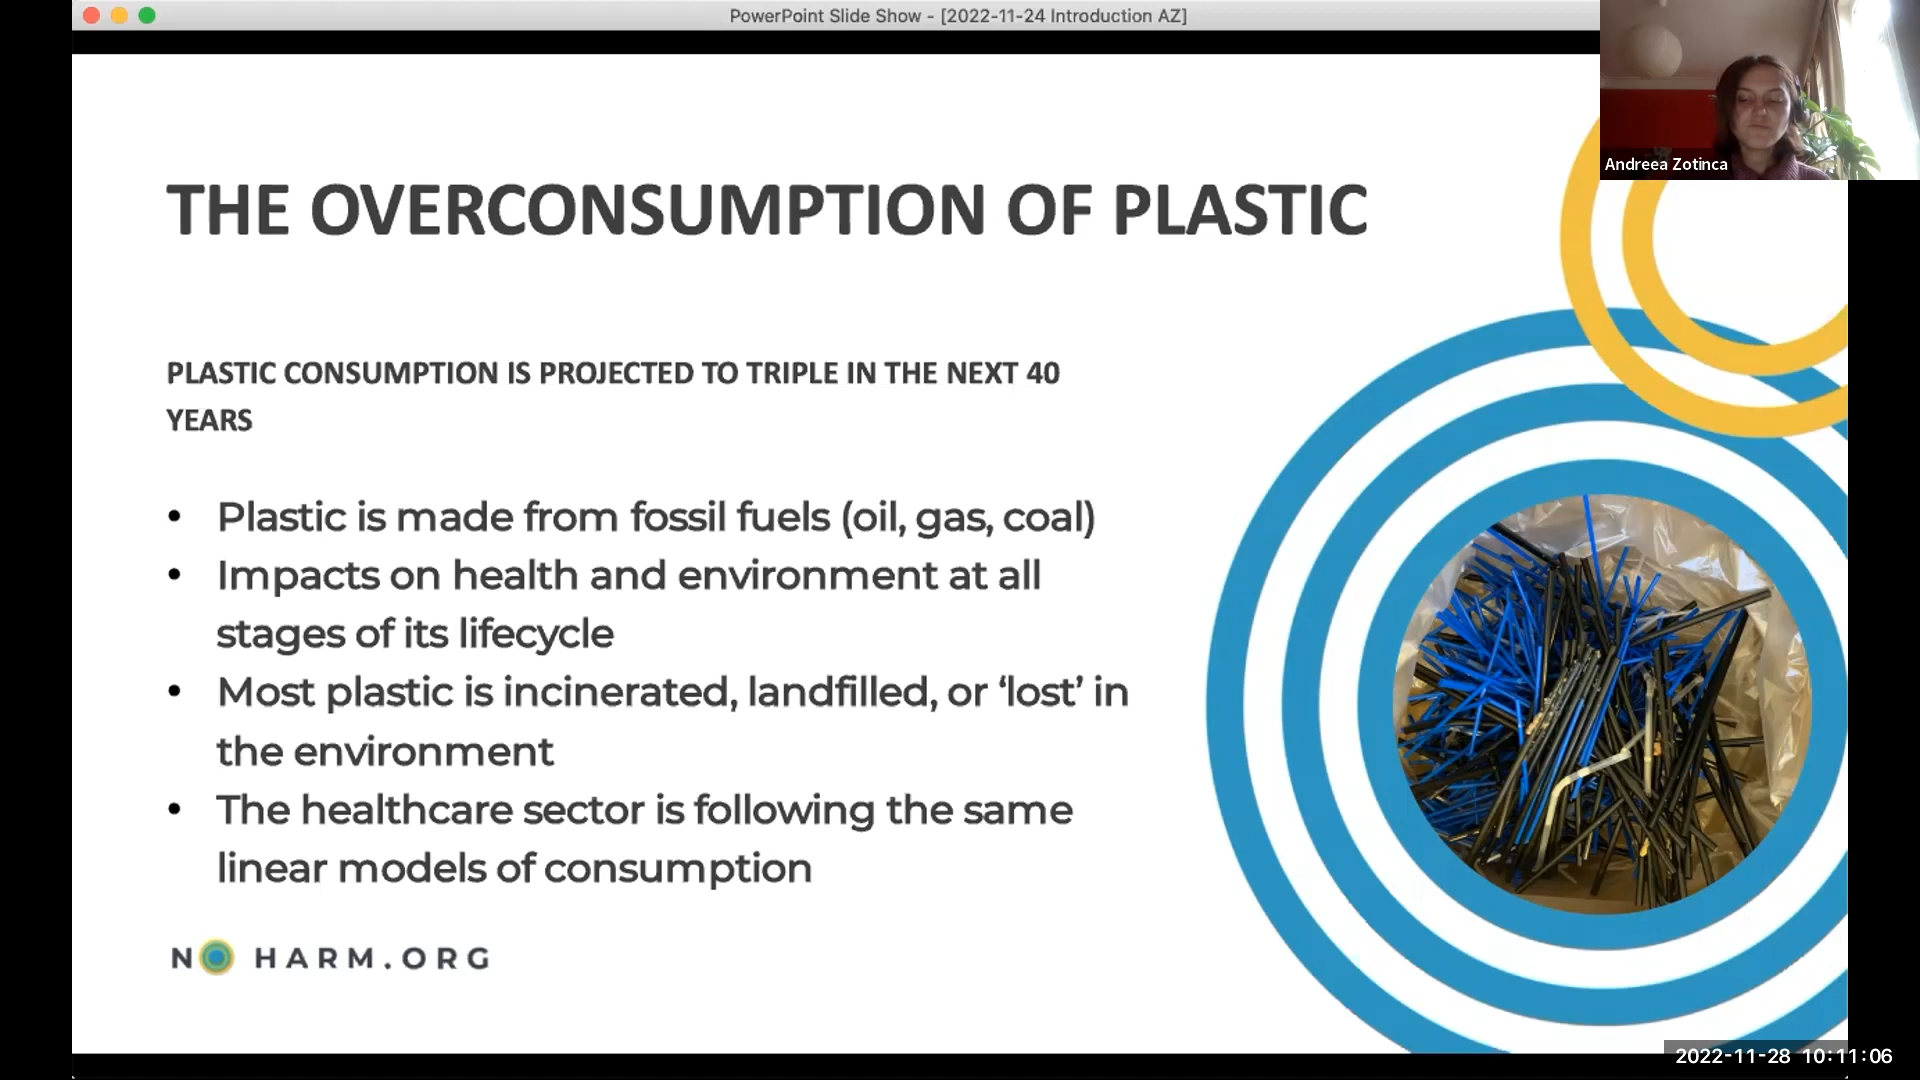 PowerPoint Slide Show - [2022-11-24 Introduction AZ]
Andreea Zotinca
THE OVERCONSUMPTION OF PLASTIC
PLASTIC CONSUMPTION IS PROJECTED TO TRIPLE IN THE NEXT 40
YEARS
• Plastic is made from fossil fuels (oil, gas, coal)
• Impacts on health and environment at all
stages of its lifecycle
• Most plastic is incinerated, landfilled, or ‘lost’ in
the environment
• The healthcare sector is following the same
linear models of consumption
NO HARM.ORG
2022-11-28 10:11:06